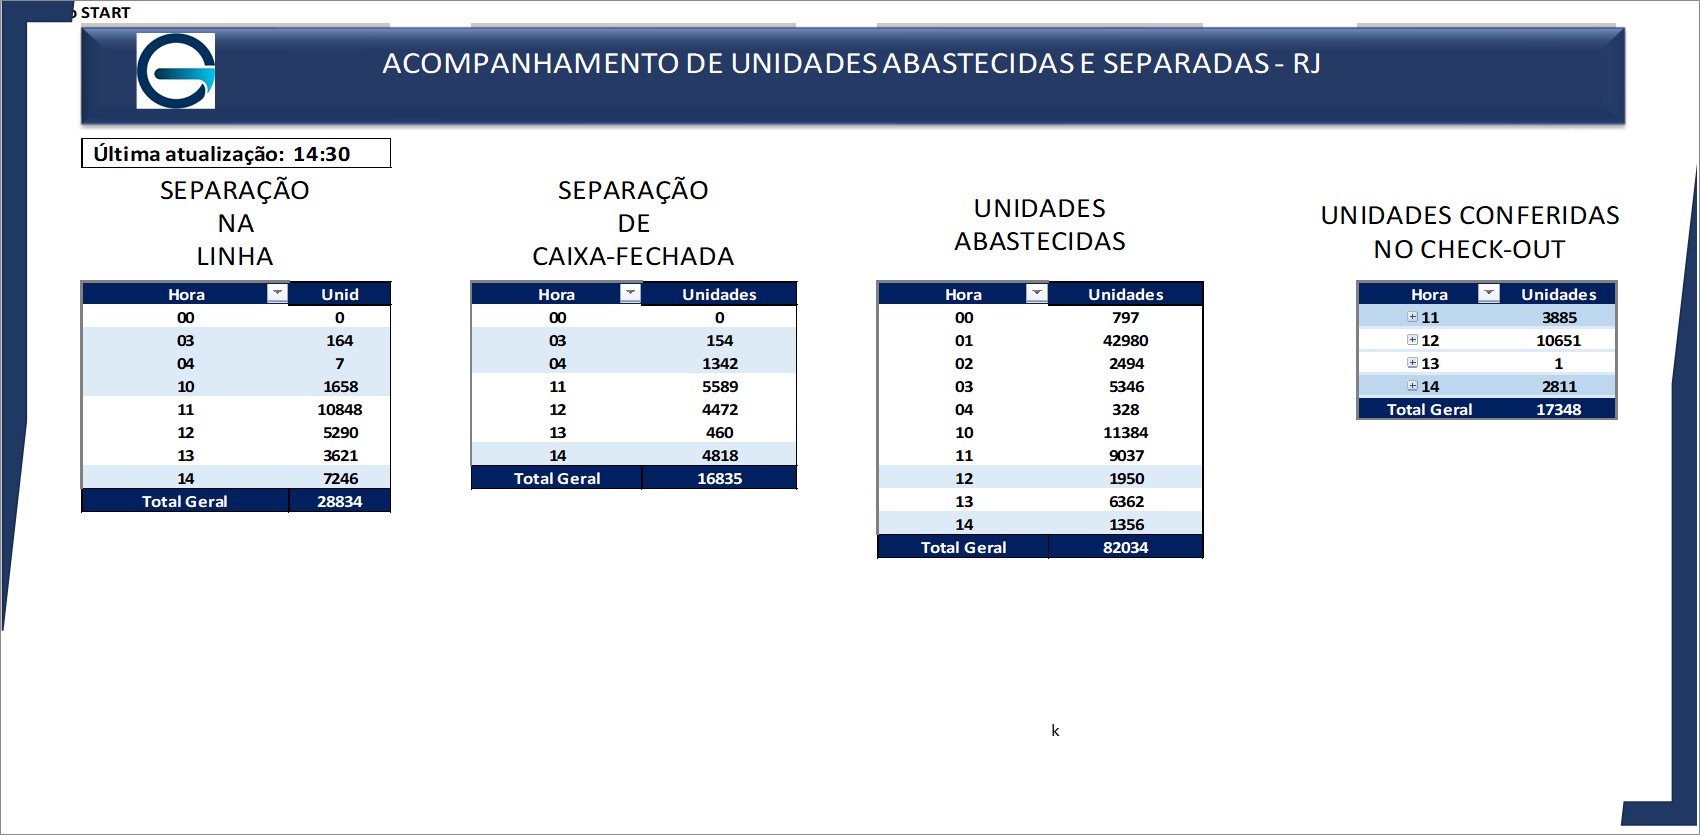 START
ACOMPANHAMENTO DE UNIDADES ABASTECIDAS E SEPARADAS - RJ
Última atualização: 14:30
SEPARAÇÃO
NA
LINHA
Hora Unid
00 0
03 164
04 7
10 1658
11 10848
12 5290
13 3621
14 7246
Total Geral 28834
SEPARAÇÃO
DE
CAIXA-FECHADA
Hora Unidades
00 0
03 154
04 1342
11 5589
12 4472
13 460
14 4818
Total Geral 16835
UNIDADES
ABASTECIDAS
Hora Unidades
00 797
01 42980
02 2494
03 5346
04 328
10 11384
11 9037
12 1950
13 6362
14 1356
Total Geral 82034
UNIDADES CONFERIDAS
NO CHECK-OUT
Hora Unidades
11 3885
12 10651
13 1
14 2811
Total Geral 17348
k